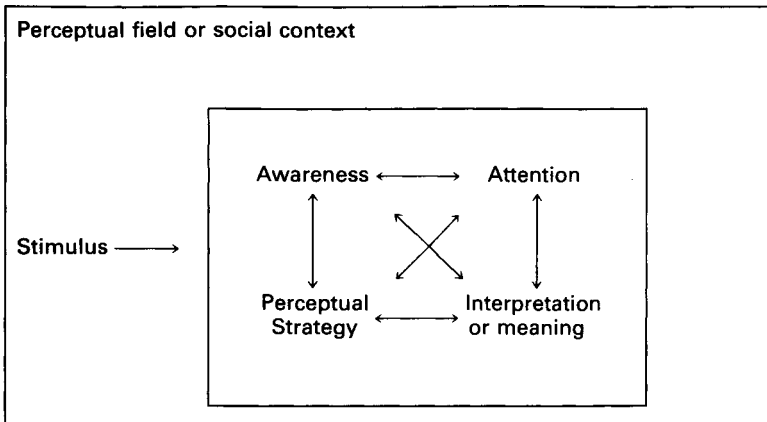 Perceptual field or social context
Awareness
Attention
Stimulus
Perceptual
Strategy
Interpretation
or meaning